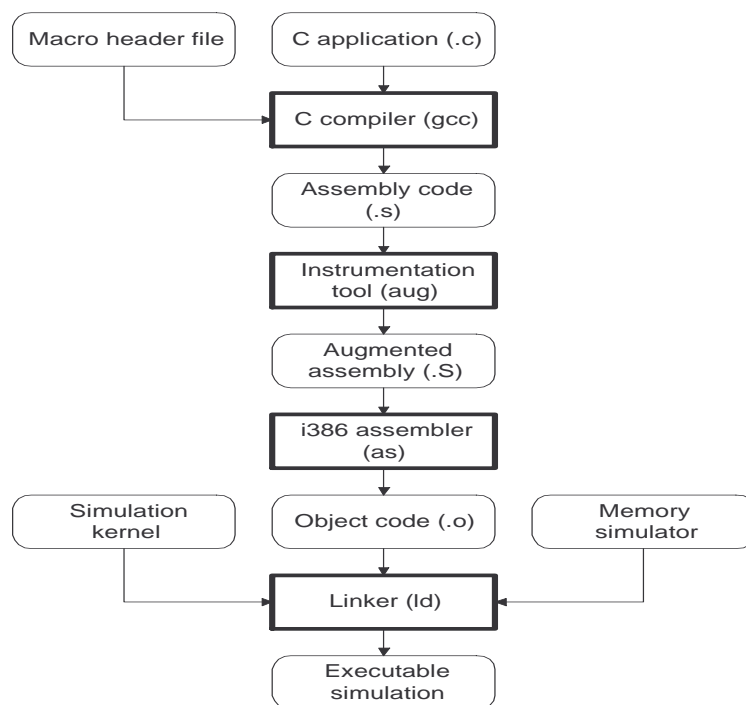 Macro header file
C application (.c)
C compiler (gcc)
Assembly code
(.s)
Instrumentation
tool (aug)
Augmented
assembly (.S)
i386 assembler
(as)
Simulation
kernel
Object code (.o)
Memory
simulator
Linker (ld)
Executable
simulation